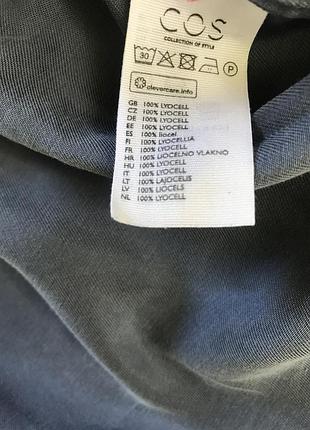 COS
COLLECTION OF STYLE
30 P
clevercare.info
GB 100% LYOCELL
CZ 100% LYOCELL
DE 100% LYOCELL
EE 100% LYOCELL
ES 100% liocel
FI 100% LYOCELLIA
FR 100% LYOCELL
HR 100% LIOCELNO VLAKNO
HU 100% LYOCELL
IT 100% LYOCELL
LT 100% LAJOCELIS
LV 100% LIOCELS
NL 100% LYOCELL